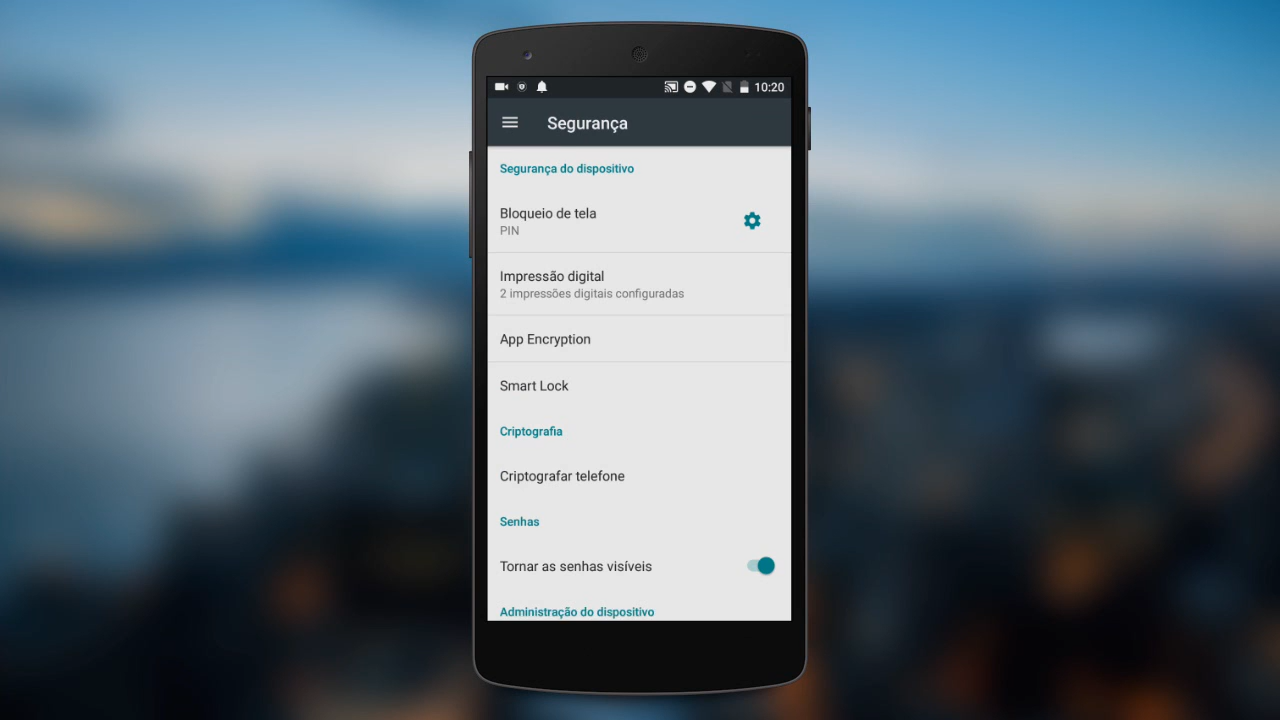 10:20
Segurança
Segurança do dispositivo
Bloqueio de tela
PIN
Impressão digital
2 impressões digitais configuradas
App Encryption
Smart Lock
Criptografia
Criptografar telefone
Senhas
Tornar as senhas visíveis
Administração do dispositivo